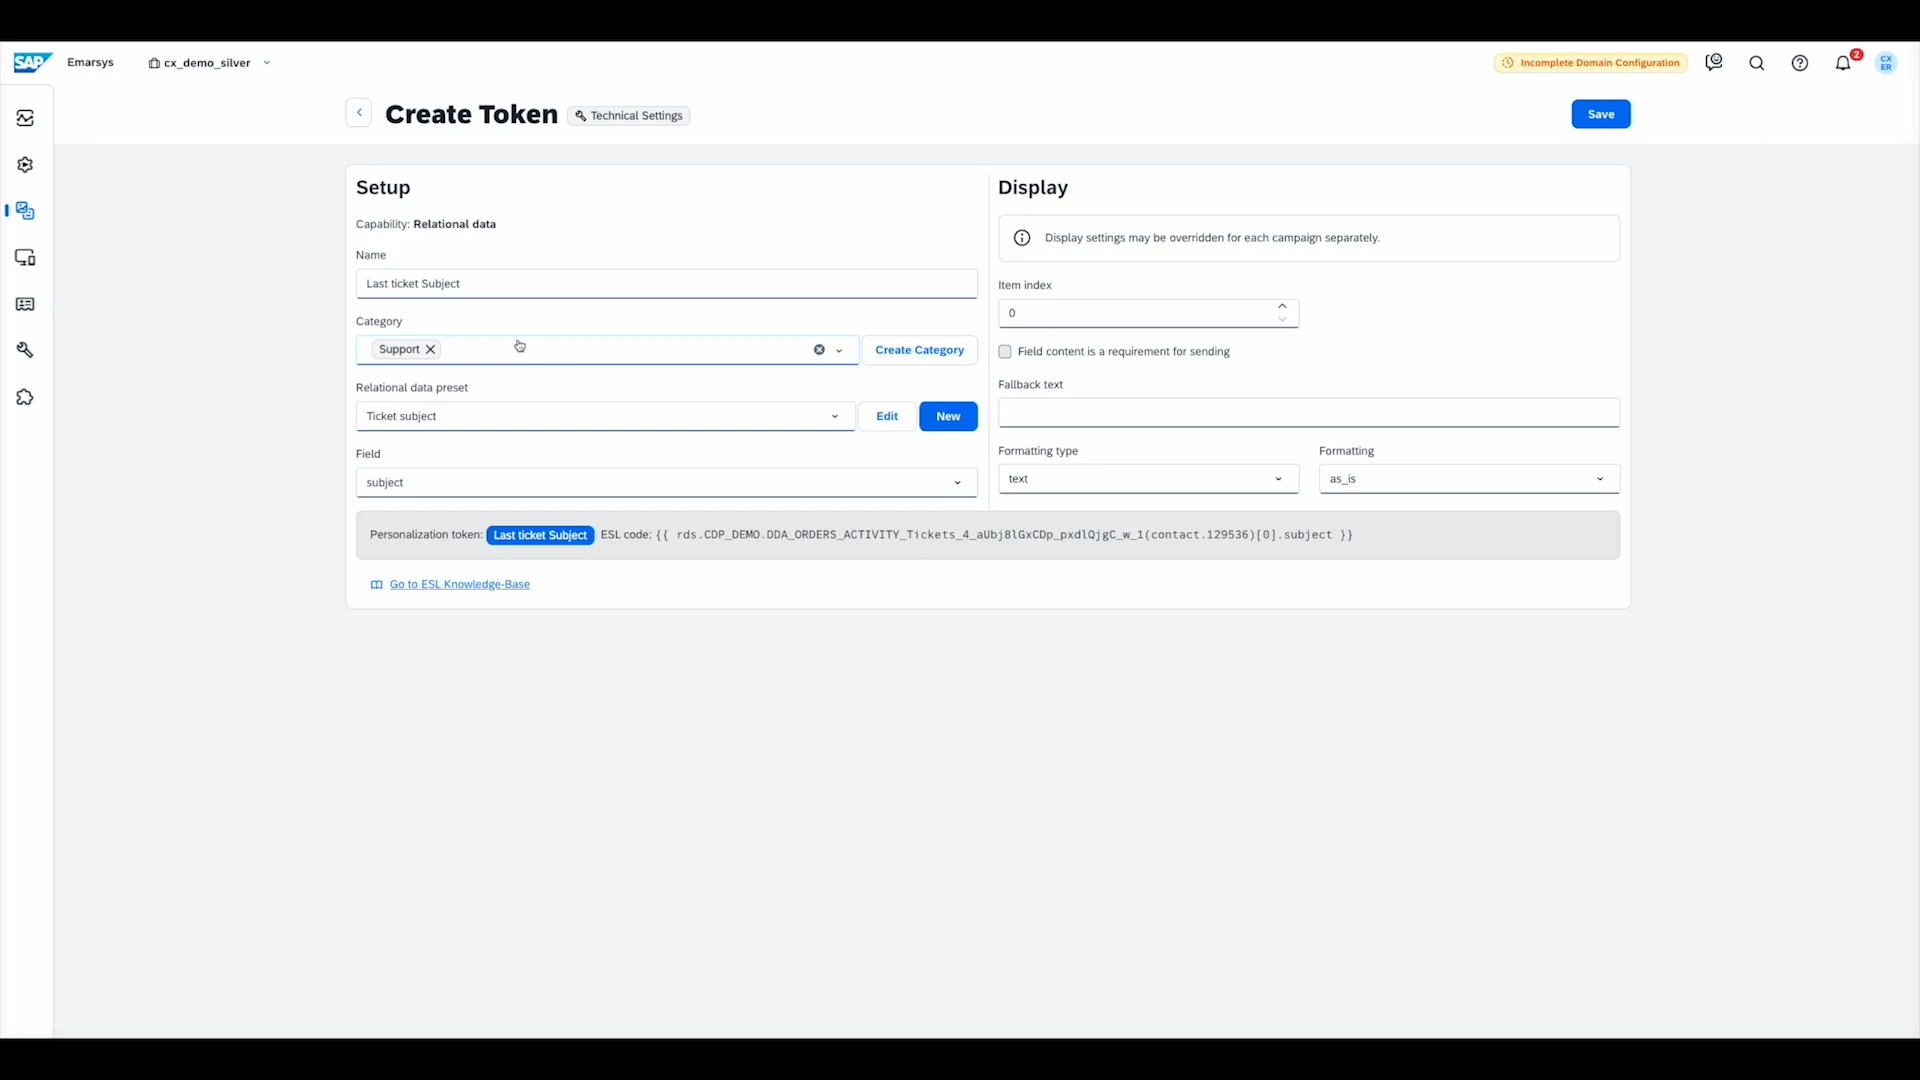 SAP Emarsys cx_demo_silver Incomplete Domain Configuration 2 CX ER
Create Token Technical Settings Save
Setup
Capability: Relational data
Name
Last ticket Subject
Category
Support Create Category
Relational data preset
Ticket subject Edit New
Field
subject
Display
Display settings may be overridden for each campaign separately.
Item index
0
Field content is a requirement for sending
Fallback text
Formatting type Formatting
text as_is
Personalization token: Last ticket Subject ESL code: {{ rds.CDP_DEMO.DDA_ORDERS_ACTIVITY_Tickets_4_aUbj8lGxCDp_pxdlQjgC_w_1(contact.129536)[0].subject }}
Go to ESL Knowledge-Base